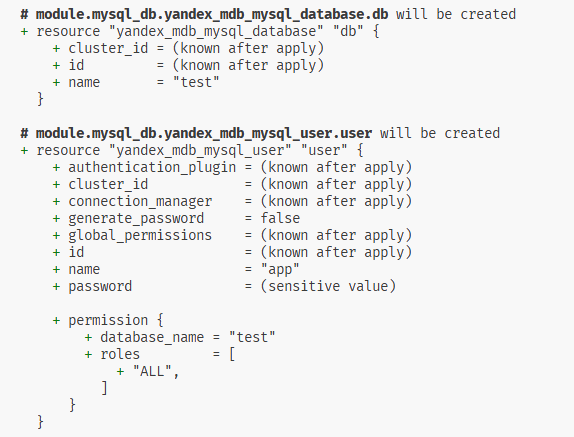 # module.mysql_db.yandex_mdb_mysql_database.db will be created
+ resource "yandex_mdb_mysql_database" "db" {
    + cluster_id = (known after apply)
    + id         = (known after apply)
    + name       = "test"
  }
# module.mysql_db.yandex_mdb_mysql_user.user will be created
+ resource "yandex_mdb_mysql_user" "user" {
    + authentication_plugin = (known after apply)
    + cluster_id            = (known after apply)
    + connection_manager    = (known after apply)
    + generate_password     = false
    + global_permissions    = (known after apply)
    + id                    = (known after apply)
    + name                  = "app"
    + password              = (sensitive value)
    + permission {
        + database_name = "test"
        + roles         = [
            + "ALL",
          ]
      }
  }